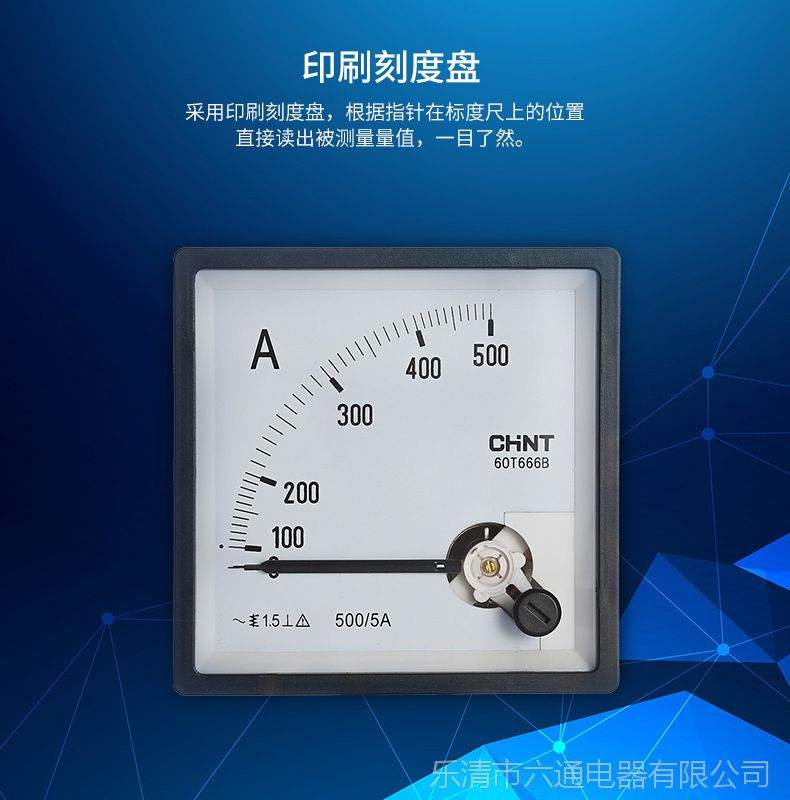 印刷刻度盘
采用印刷刻度盘，根据指针在标度尺上的位置
直接读出被测量量值，一目了然。
A
500
400
300
CHNT
60T666B
200
100
0
1.5 500/5A
乐清市六通电器有限公司